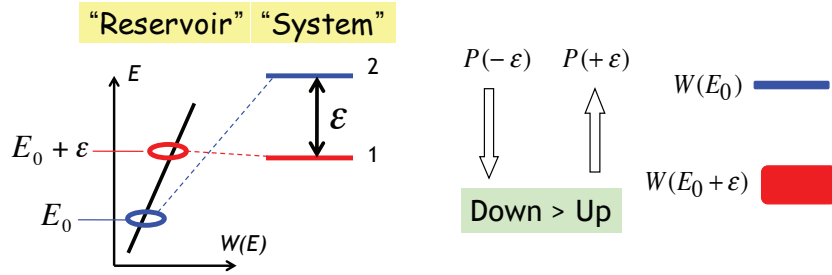 “Reservoir”
“System”
E
2
ε
E₀ + ε
1
E₀
W(E)
P(− ε)
P(+ ε)
Down > Up
W(E₀)
W(E₀ + ε)